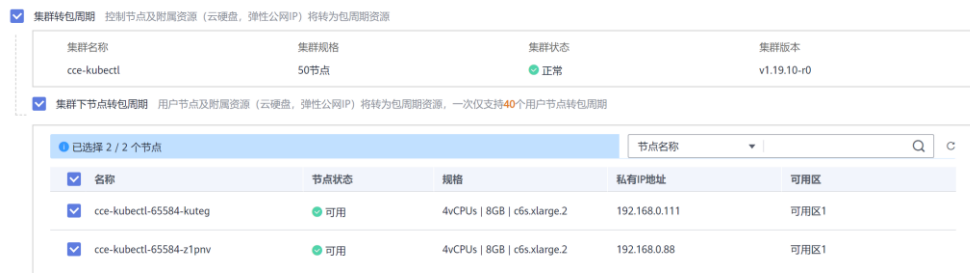 集群转包周期 控制节点及附属资源（云硬盘，弹性公网IP）将转为包周期资源
集群名称 集群规格 集群状态 集群版本
cce-kubectl 50节点 正常 v1.19.10-r0
集群下节点转包周期 用户节点及附属资源（云硬盘，弹性公网IP）将转为包周期资源，一次仅支持40个用户节点转包周期
已选择 2 / 2 个节点 节点名称
名称 节点状态 规格 私有IP地址 可用区
cce-kubectl-65584-kuteg 可用 4vCPUs | 8GB | c6s.xlarge.2 192.168.0.111 可用区1
cce-kubectl-65584-z1pnv 可用 4vCPUs | 8GB | c6s.xlarge.2 192.168.0.88 可用区1